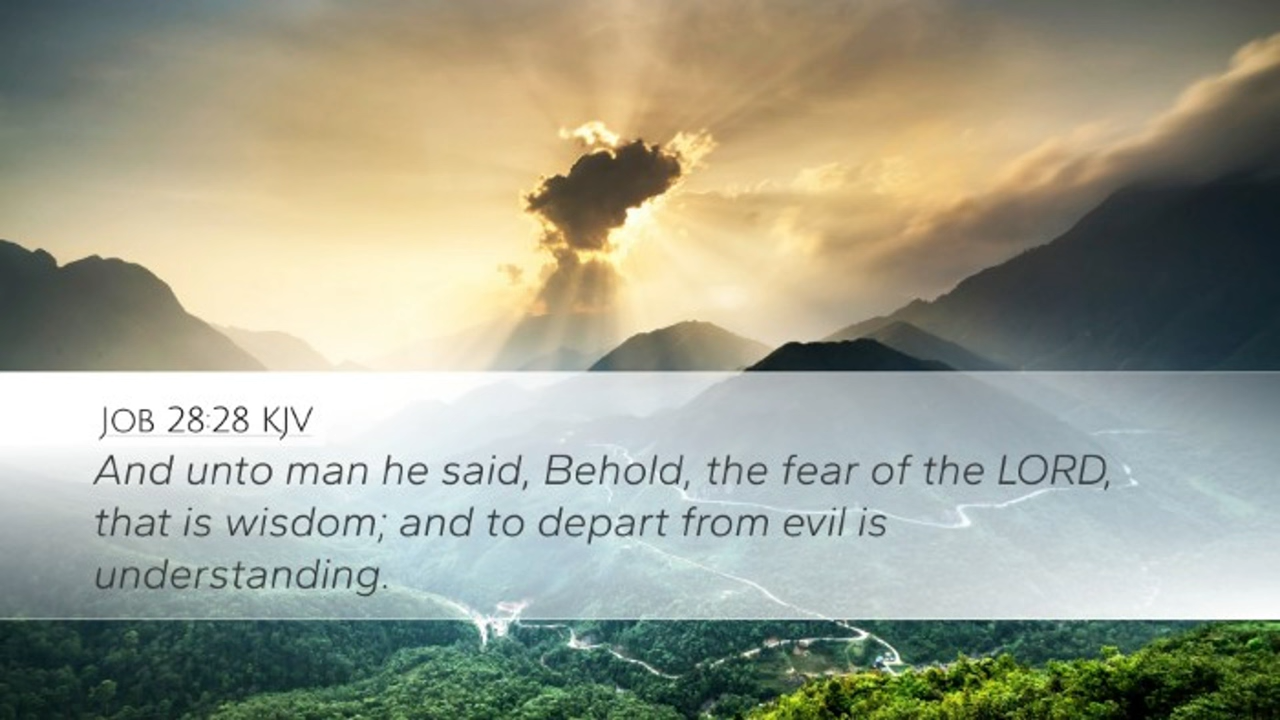 Job 28:28 KJV
And unto man he said, Behold, the fear of the LORD,
that is wisdom; and to depart from evil is
understanding.